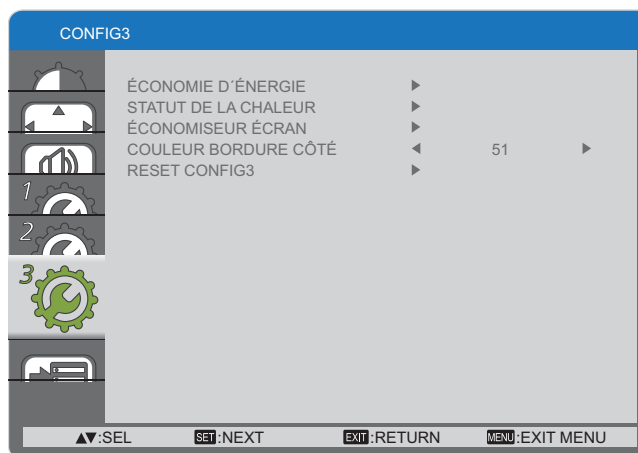 CONFIG3
ÉCONOMIE D´ÉNERGIE
STATUT DE LA CHALEUR
ÉCONOMISEUR ÉCRAN
COULEUR BORDURE CÔTÉ 51
RESET CONFIG3
1
2
3
:SEL SET:NEXT EXIT:RETURN MENU:EXIT MENU